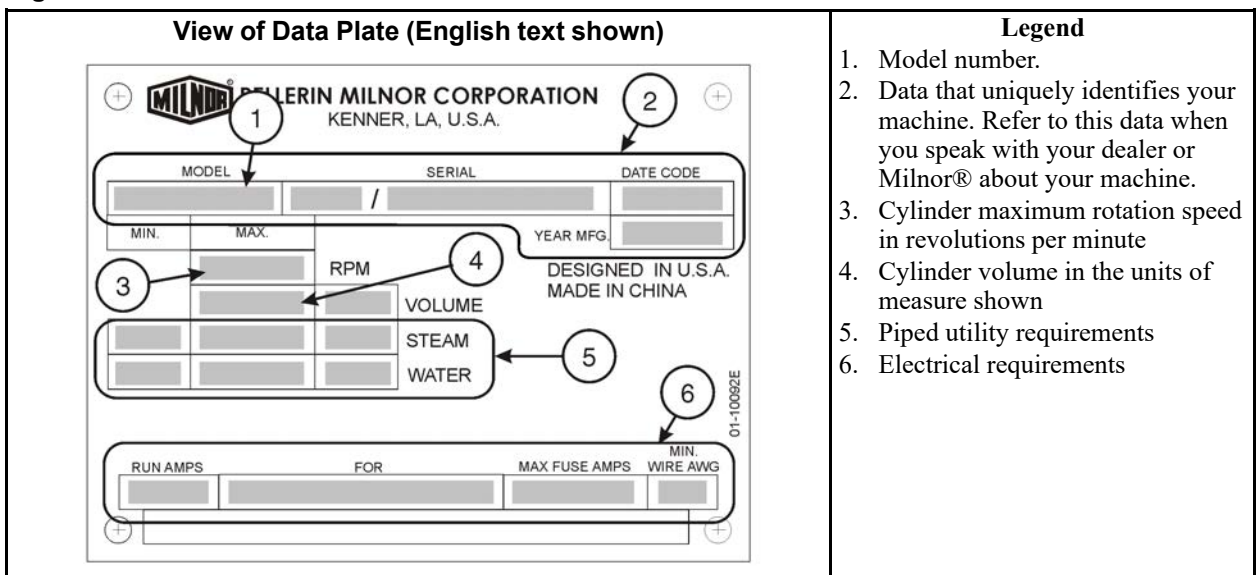 View of Data Plate (English text shown)
MILNOR
®
LERIN MILNOR CORPORATION
KENNER, LA, U.S.A.
1
2
MODEL
SERIAL
DATE CODE
/
MIN.
MAX.
YEAR MFG.
3
RPM
4
DESIGNED IN U.S.A.
MADE IN CHINA
VOLUME
STEAM
5
WATER
6
01-10092E
RUN AMPS
FOR
MAX FUSE AMPS
MIN.
WIRE AWG
Legend
1. Model number.
2. Data that uniquely identifies your
machine. Refer to this data when
you speak with your dealer or
Milnor® about your machine.
3. Cylinder maximum rotation speed
in revolutions per minute
4. Cylinder volume in the units of
measure shown
5. Piped utility requirements
6. Electrical requirements